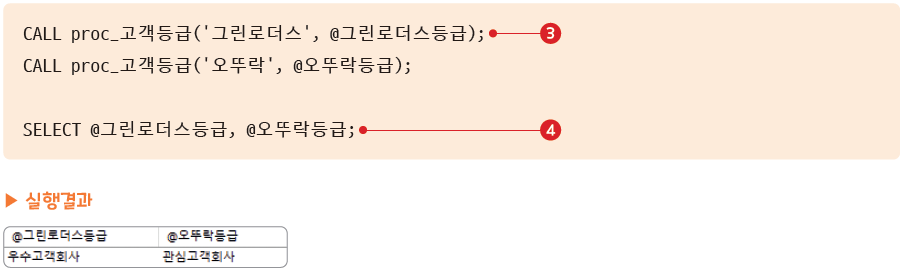 CALL proc_고객등급('그린로더스', @그린로더스등급); 3
CALL proc_고객등급('오뚜락', @오뚜락등급);
SELECT @그린로더스등급, @오뚜락등급; 4
▶ 실행결과
@그린로더스등급 @오뚜락등급
우수고객회사 관심고객회사